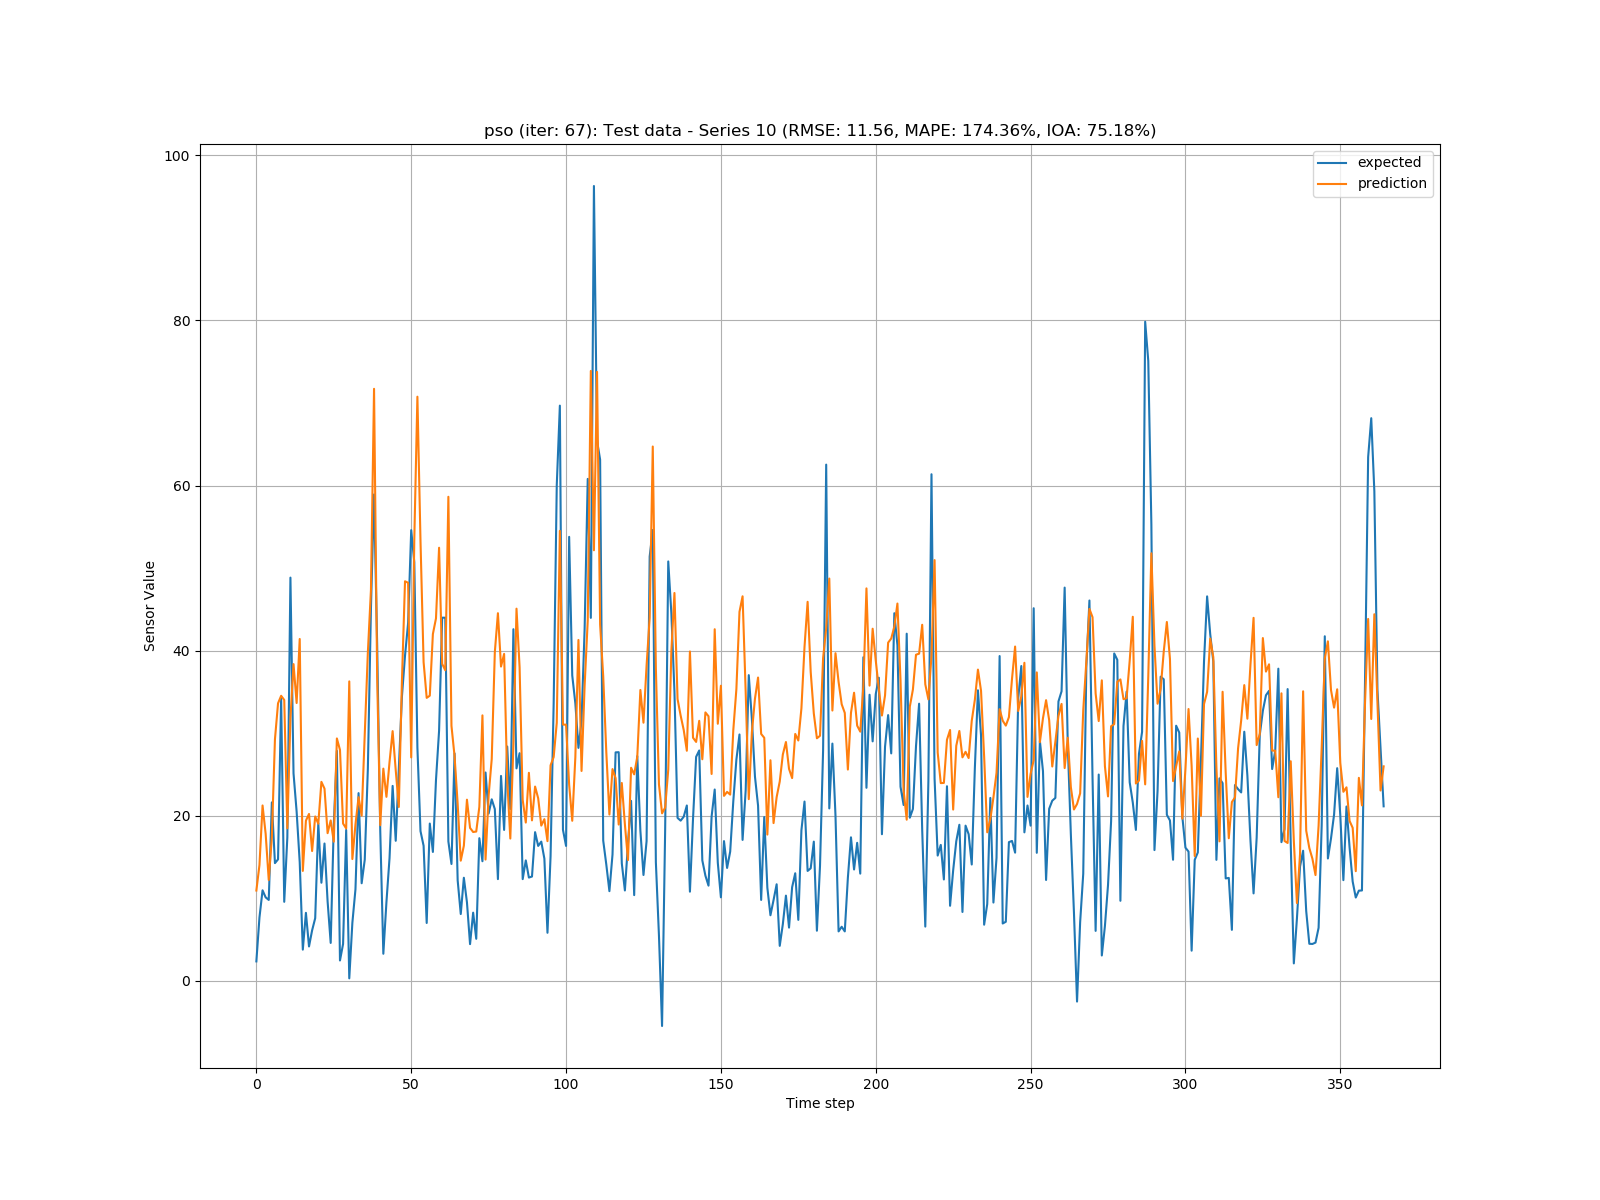 pso (iter: 67): Test data - Series 10 (RMSE: 11.56, MAPE: 174.36%, IOA: 75.18%)
expected
prediction
100
80
60
40
20
0
Sensor Value
0 50 100 150 200 250 300 350
Time step